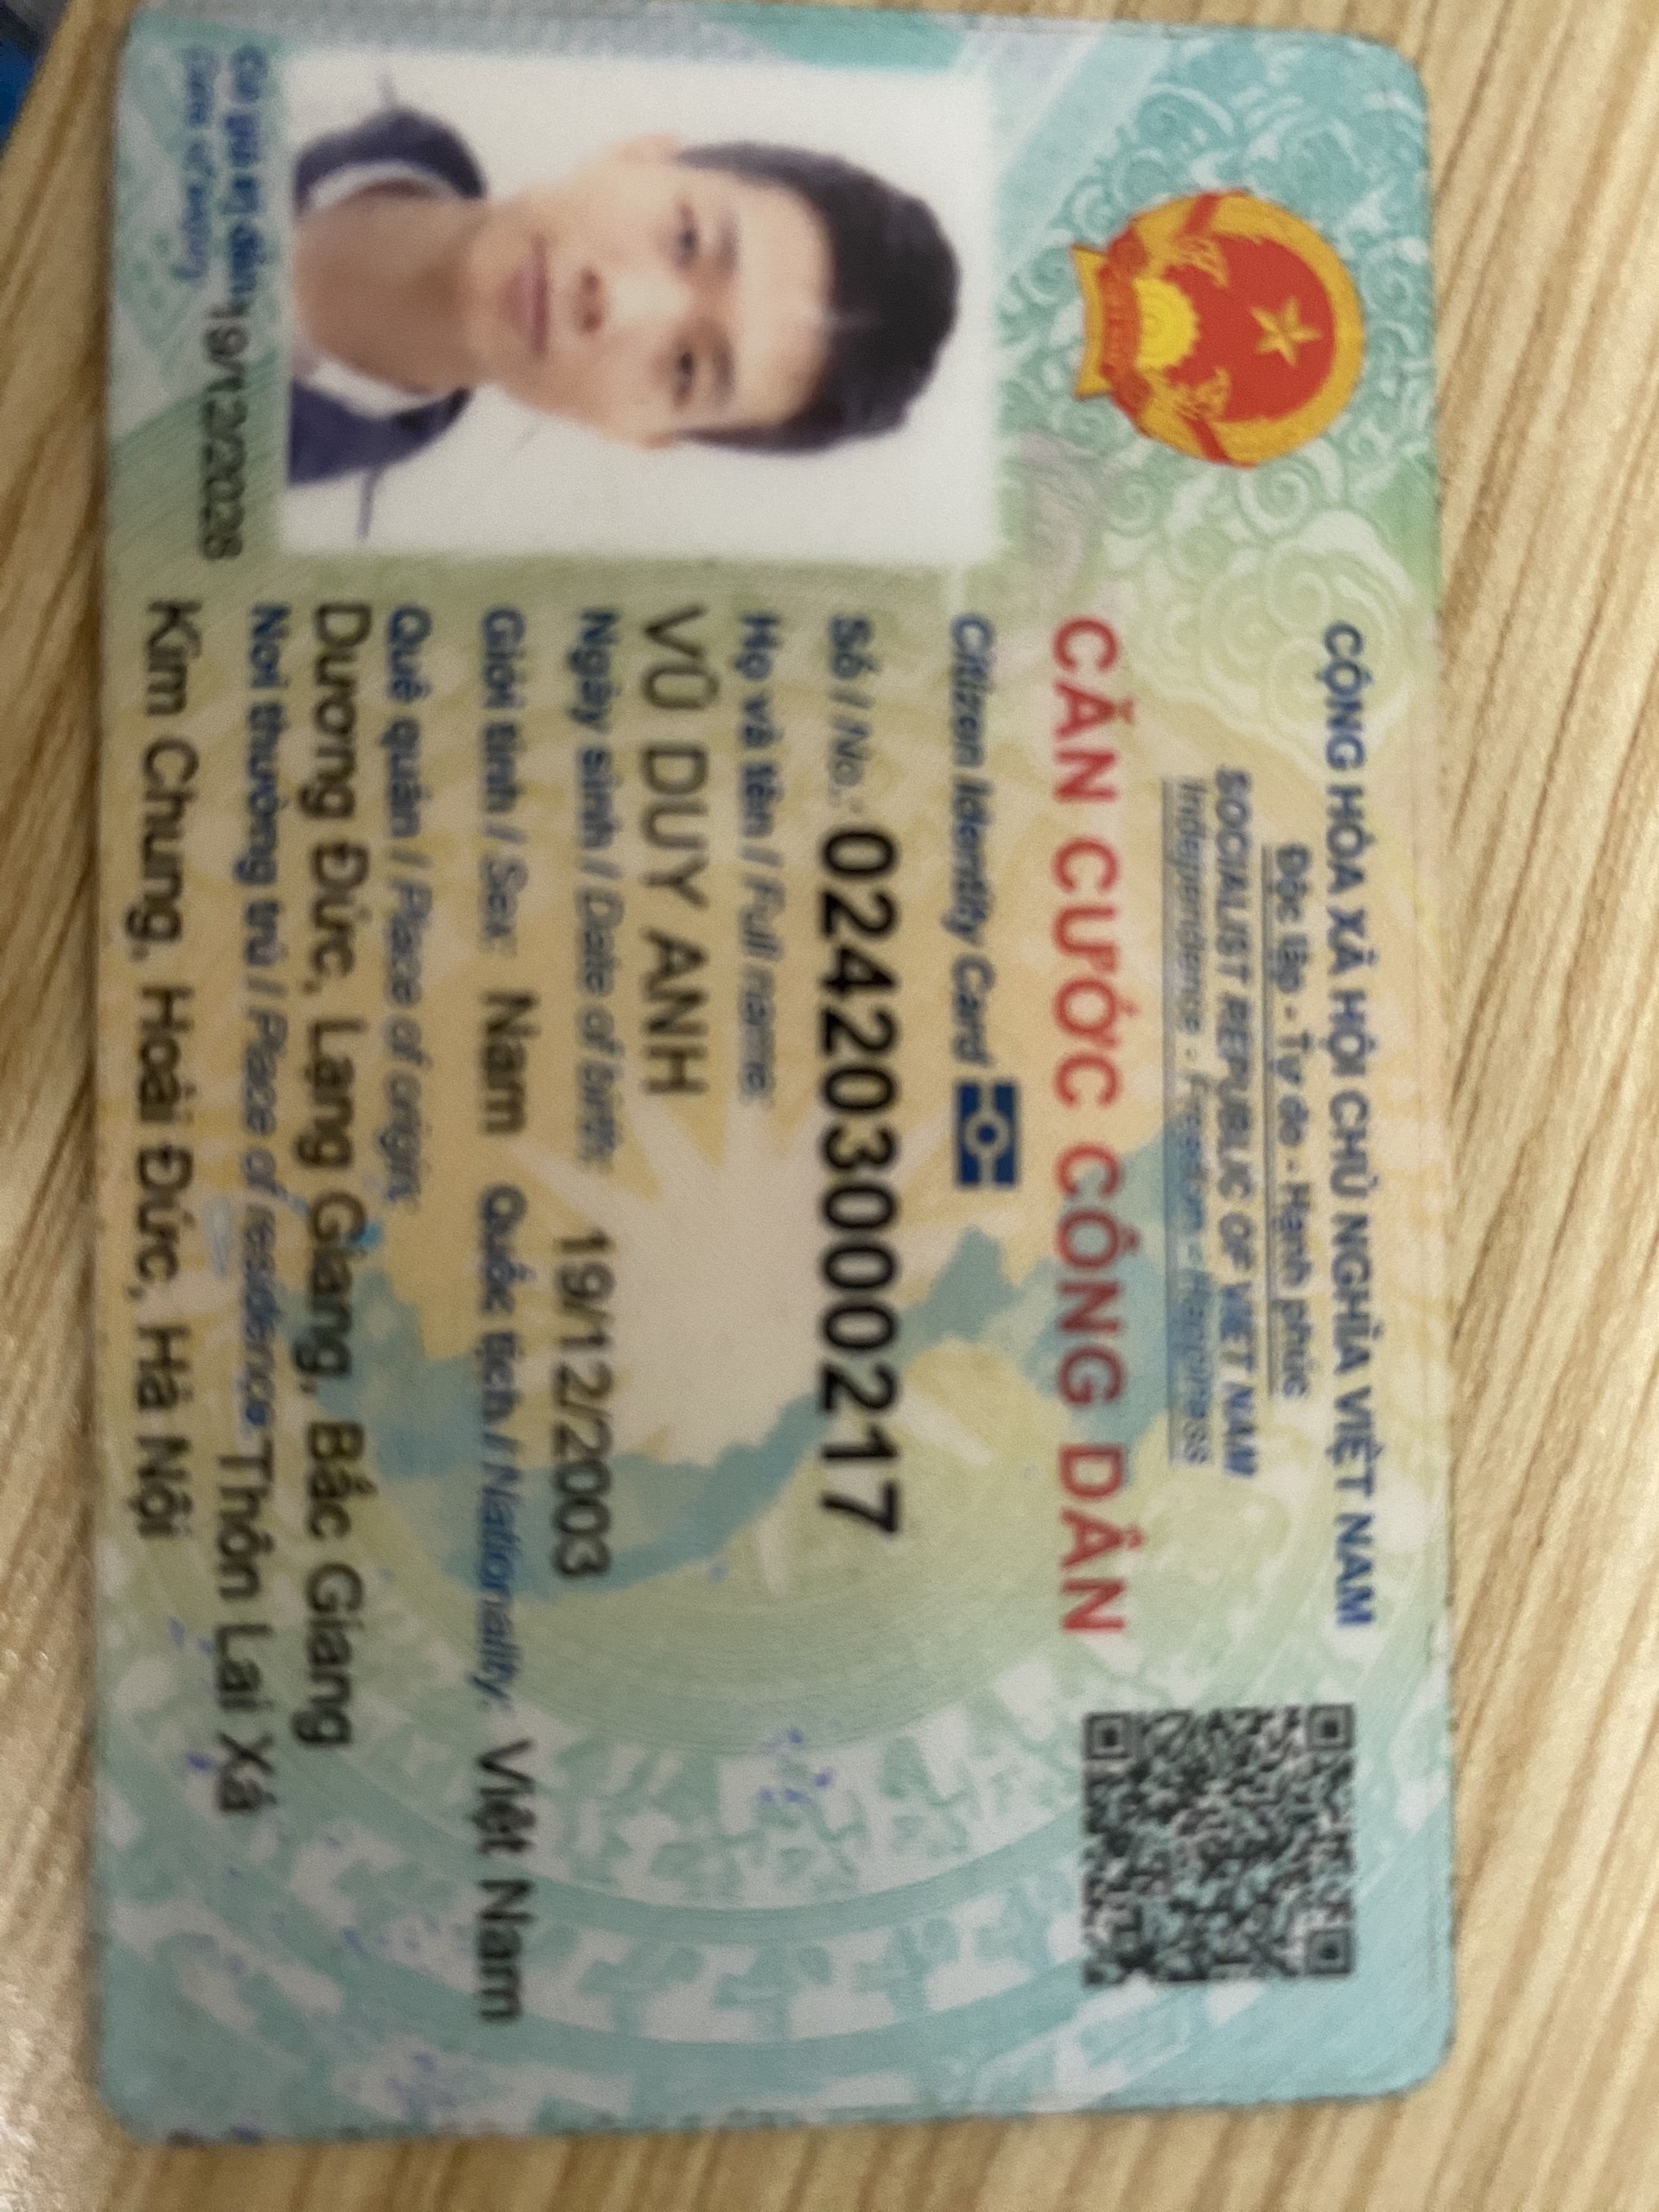 CỘNG HÒA XÃ HỘI CHỦ NGHĨA VIỆT NAM
Độc lập - Tự do - Hạnh phúc
SOCIALIST REPUBLIC OF VIET NAM
Independence - Freedom - Happiness
CĂN CƯỚC CÔNG DÂN
Citizen Identity Card
Số / No.: 024203000217
Họ và tên / Full name:
VŨ DUY ANH
Ngày sinh / Date of birth: 19/12/2003
Giới tính / Sex: Nam Quốc tịch / Nationality: Việt Nam
Quê quán / Place of origin:
Dương Đức, Lạng Giang, Bắc Giang
Nơi thường trú / Place of residence: Thôn Lai Xá
Kim Chung, Hoài Đức, Hà Nội
Có giá trị đến: 19/12/2028
Date of expiry